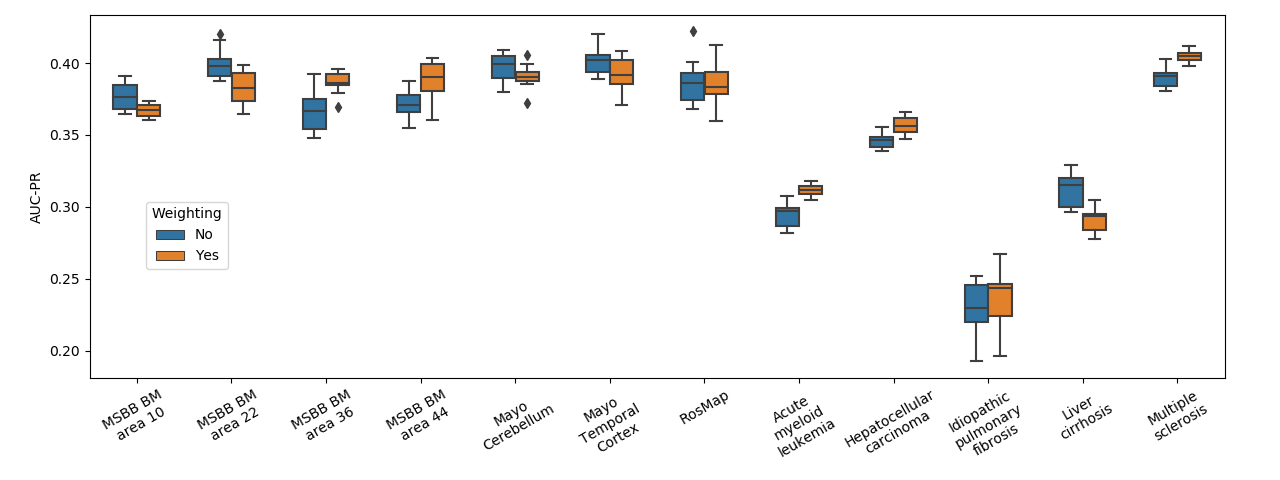 AUC-PR
0.40
0.35
0.30
0.25
0.20
Weighting
No
Yes
MSBB BM
area 10
MSBB BM
area 22
MSBB BM
area 36
MSBB BM
area 44
Mayo
Cerebellum
Mayo
Temporal
Cortex
RosMap
Acute
myeloid
leukemia
Hepatocellular
carcinoma
Idiopathic
pulmonary
fibrosis
Liver
cirrhosis
Multiple
sclerosis